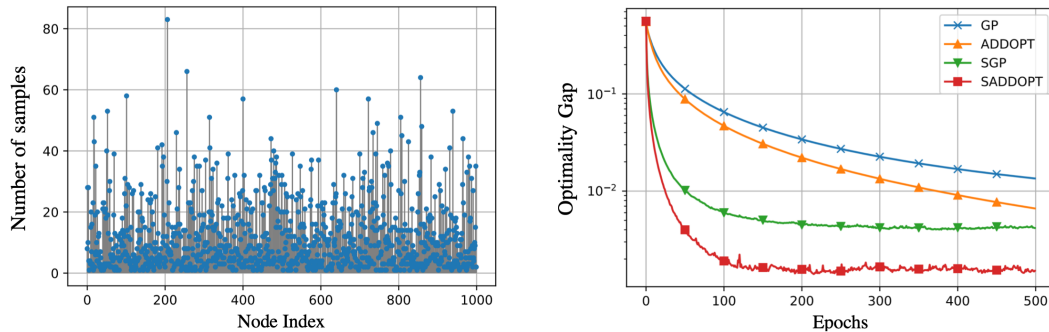 Number of samples
80
60
40
20
0
0
200
400
600
800
1000
Node Index
Optimality Gap
10⁻¹
10⁻²
0
100
200
300
400
500
Epochs
GP
ADDOPT
SGP
SADDOPT